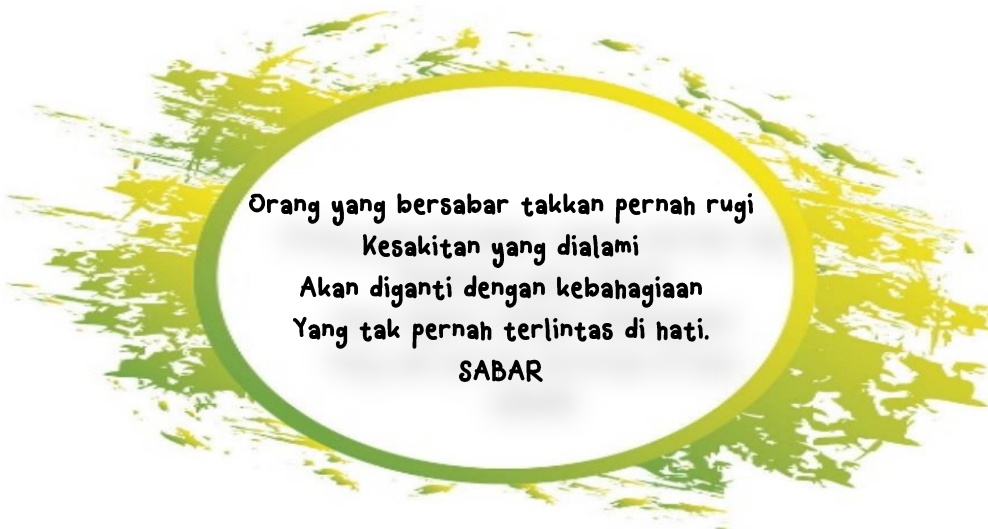 Orang yang bersabar takkan pernah rugi
Kesakitan yang dialami
Akan diganti dengan kebahagiaan
Yang tak pernah terlintas di hati.
SABAR